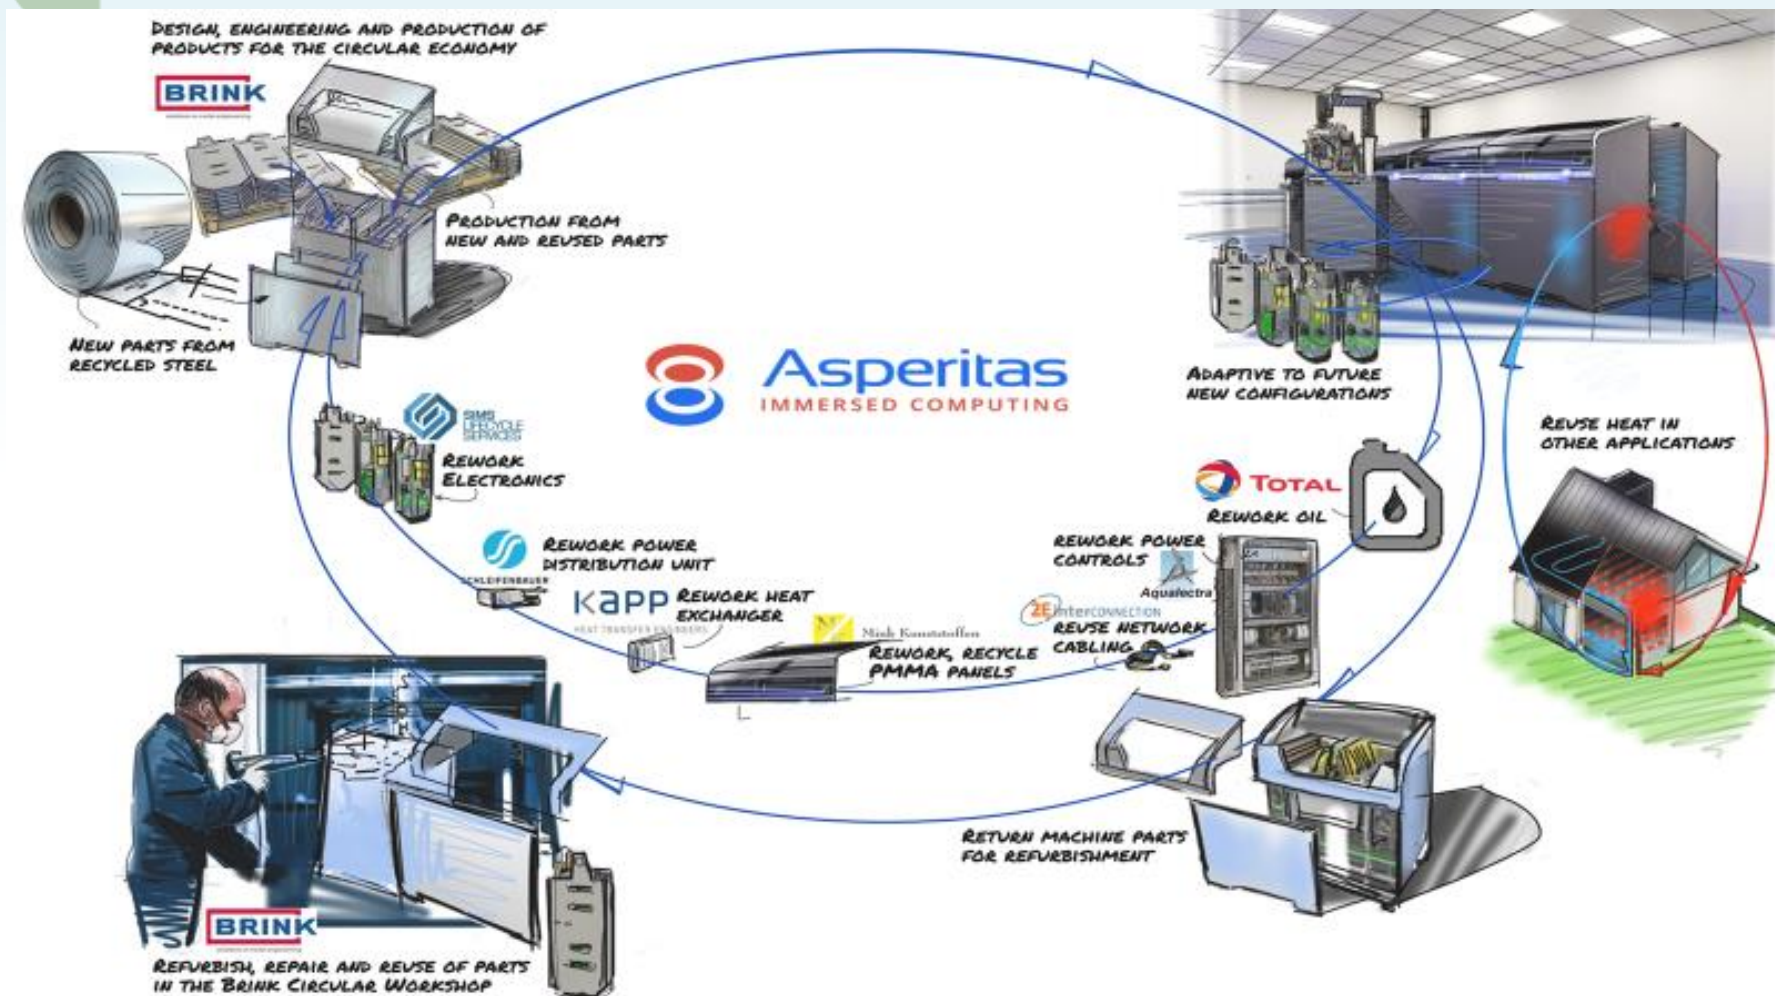 DESIGN, ENGINEERING AND PRODUCTION OF
PRODUCTS FOR THE CIRCULAR ECONOMY
BRINK
PRODUCTION FROM
NEW AND REUSED PARTS
NEW PARTS FROM
RECYCLED STEEL
Asperitas
IMMERSED COMPUTING
ADAPTIVE TO FUTURE
NEW CONFIGURATIONS
REUSE HEAT IN
OTHER APPLICATIONS
SIMS
LIFECYCLE
SERVICES
REWORK
ELECTRONICS
TOTAL
REWORK OIL
REWORK POWER
DISTRIBUTION UNIT
SCHLEIFENBAUER
REWORK POWER
CONTROLS
Aqualectra
KAPP
HEAT TRANSFER ENGINEERS
REWORK HEAT
EXCHANGER
2E interCONNECTION
REUSE NETWORK
CABLING
Kunststoffen
REWORK, RECYCLE
PMMA PANELS
RETURN MACHINE PARTS
FOR REFURBISHMENT
BRINK
REFURBISH, REPAIR AND REUSE OF PARTS
IN THE BRINK CIRCULAR WORKSHOP